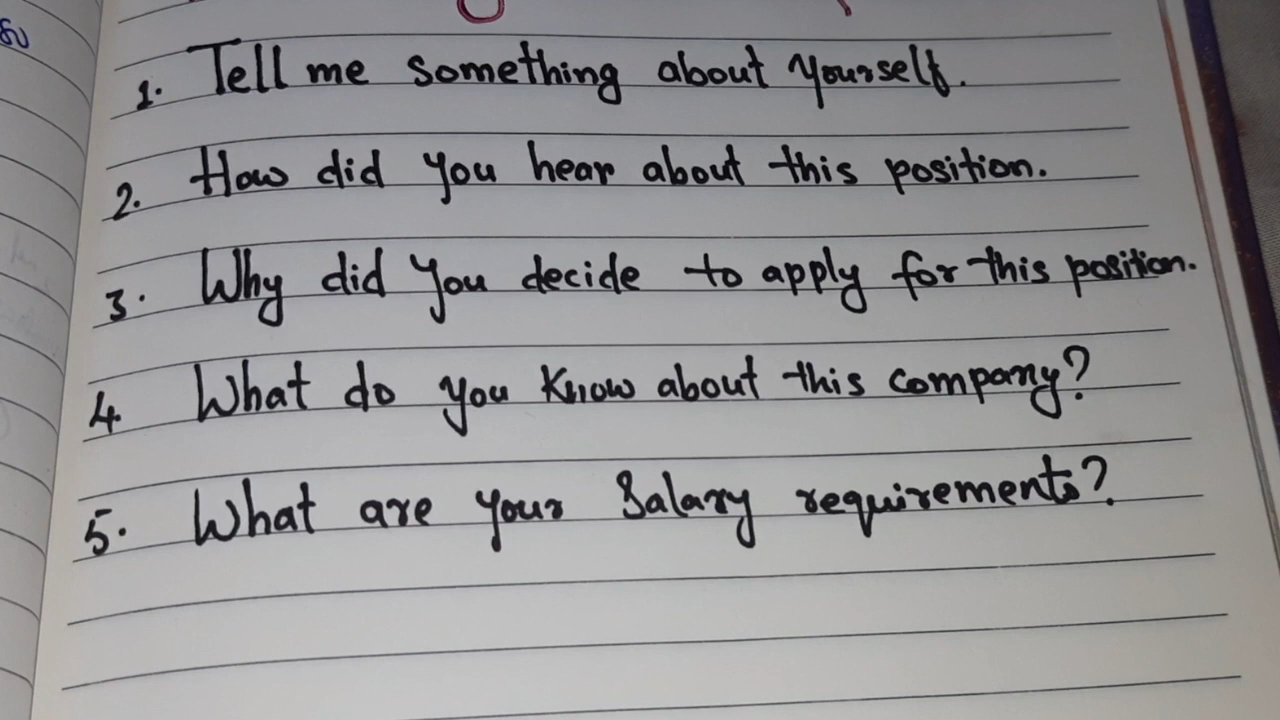 1. Tell me something about yourself.
2. How did you hear about this position.
3. Why did you decide to apply for this position.
4. What do you know about this company?
5. What are your salary requirements?